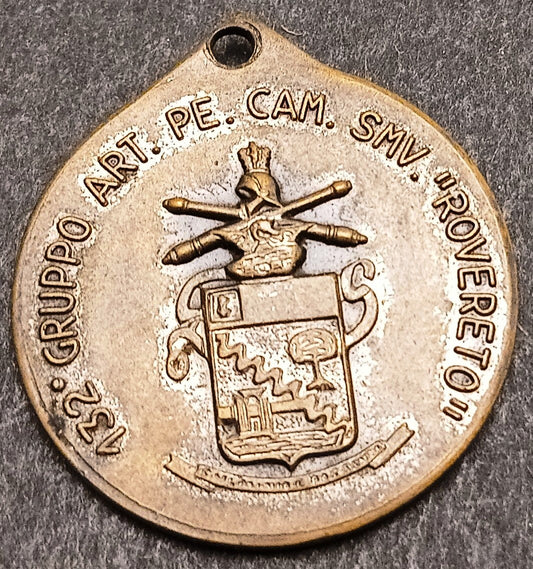 132° GRUPPO ART. PE. CAM. SMV. "ROVERETO"